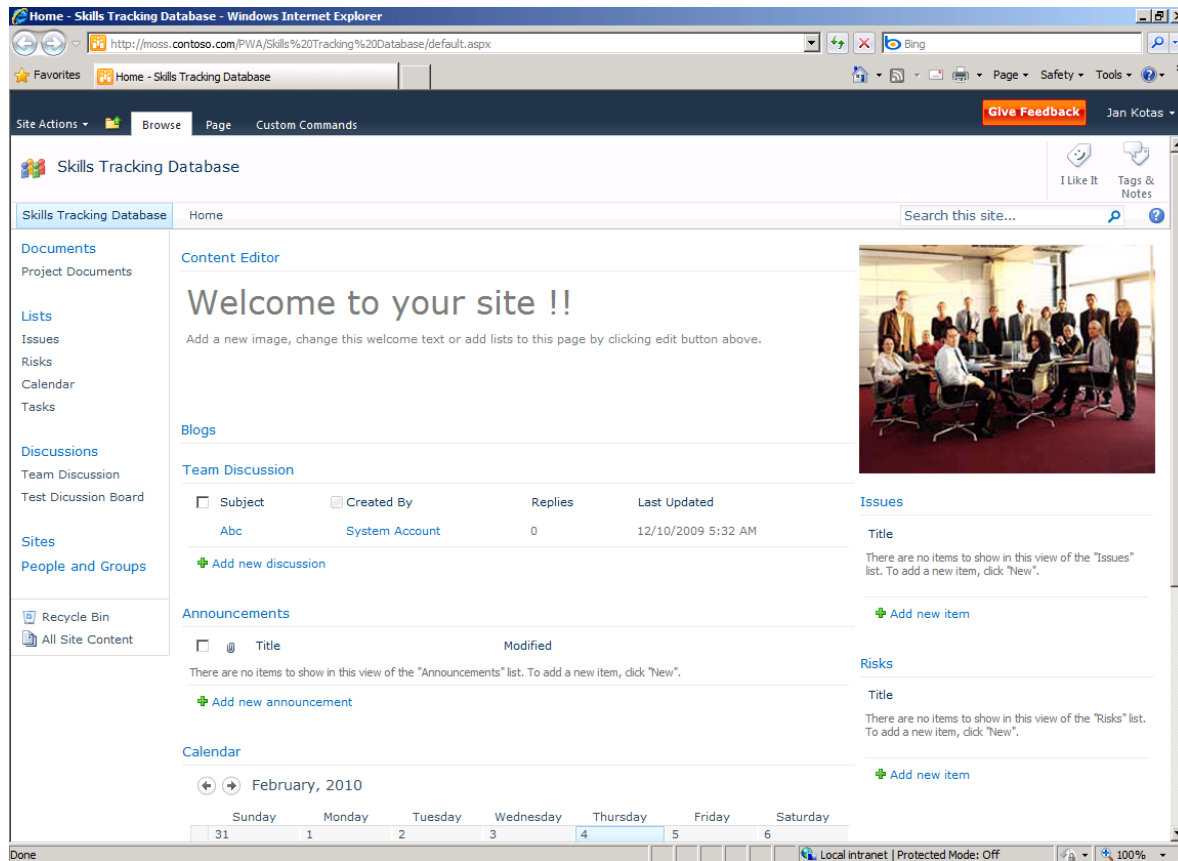 Home - Skills Tracking Database - Windows Internet Explorer
http://moss.contoso.com/PWA/Skills%20Tracking%20Database/default.aspx
Bing
Favorites
Home - Skills Tracking Database
Page
Safety
Tools
Site Actions
Browse
Page
Custom Commands
Give Feedback
Jan Kotas
Skills Tracking Database
I Like It
Tags &
Notes
Skills Tracking Database
Home
Search this site...
Documents
Project Documents
Lists
Issues
Risks
Calendar
Tasks
Discussions
Team Discussion
Test Dicussion Board
Sites
People and Groups
Recycle Bin
All Site Content
Content Editor
Welcome to your site !!
Add a new image, change this welcome text or add lists to this page by clicking edit button above.
Blogs
Team Discussion
Subject Created By Replies Last Updated
Abc System Account 0 12/10/2009 5:32 AM
Add new discussion
Announcements
Title Modified
There are no items to show in this view of the "Announcements" list. To add a new item, click "New".
Add new announcement
Calendar
February, 2010
Sunday Monday Tuesday Wednesday Thursday Friday Saturday
31 1 2 3 4 5 6
Issues
Title
There are no items to show in this view of the "Issues"
list. To add a new item, click "New".
Add new item
Risks
Title
There are no items to show in this view of the "Risks" list.
To add a new item, click "New".
Add new item
Done
Local intranet | Protected Mode: Off
100%